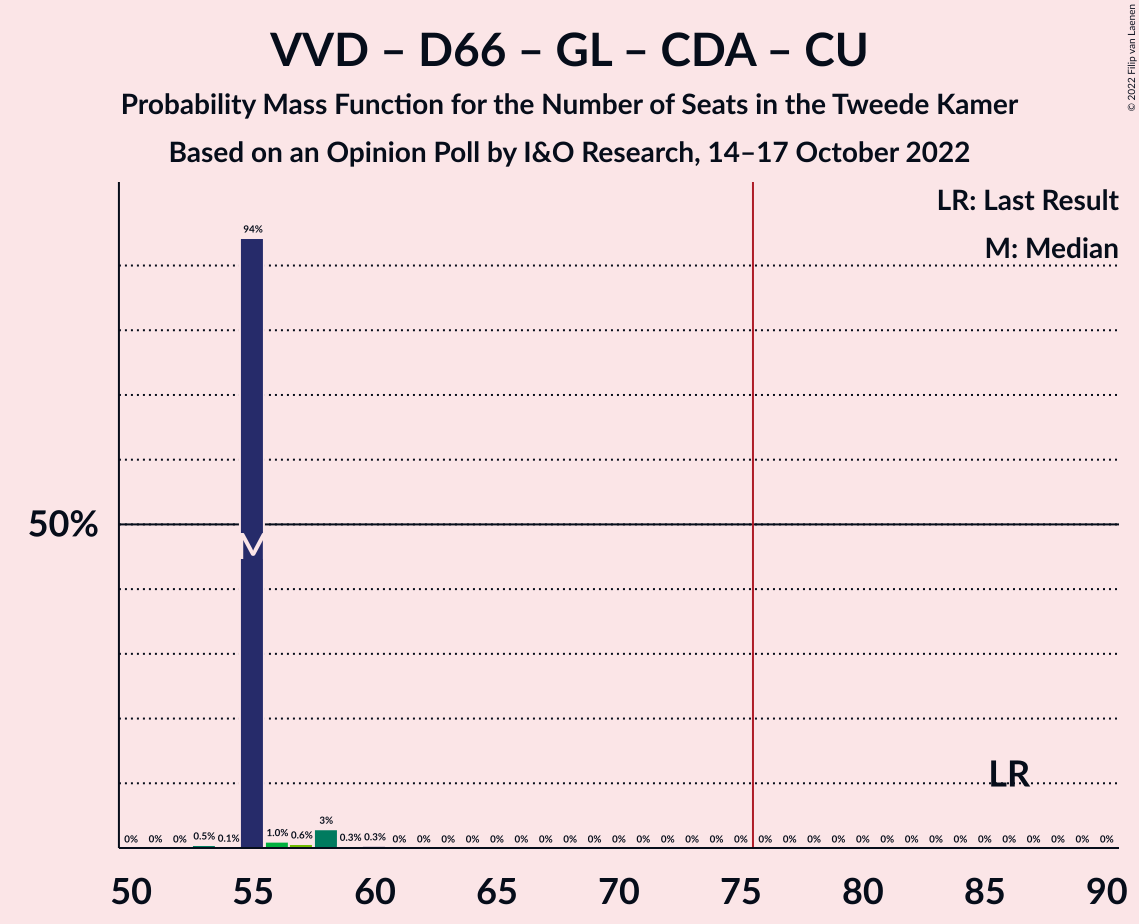 VVD – D66 – GL – CDA – CU
Probability Mass Function for the Number of Seats in the Tweede Kamer
Based on an Opinion Poll by I&O Research, 14–17 October 2022
© 2022 Filip van Laenen
LR: Last Result
M: Median
94%
50%
M
LR
0% 0% 0% 0.5% 0.1% 1.0% 0.6% 3% 0.3% 0.3% 0% 0% 0% 0% 0% 0% 0% 0% 0% 0% 0% 0% 0% 0% 0% 0% 0% 0% 0% 0% 0% 0% 0% 0% 0% 0% 0% 0% 0% 0%
50 55 60 65 70 75 80 85 90